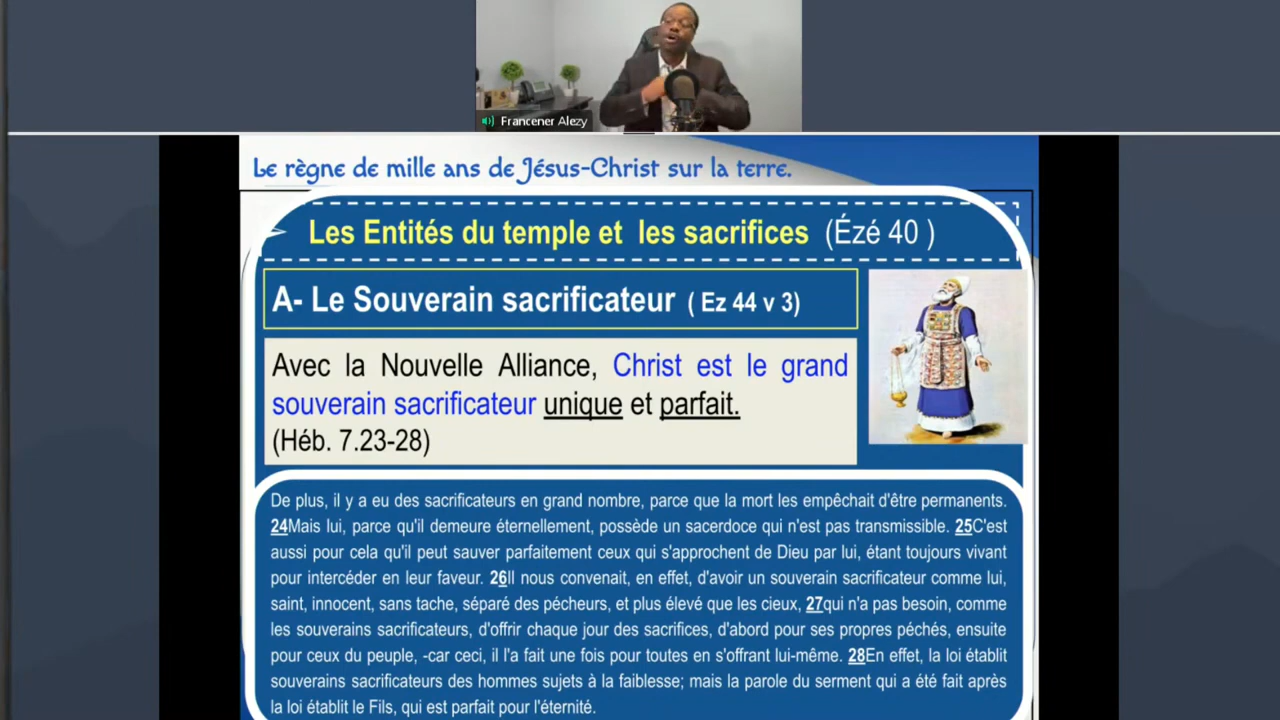 Francener Alezy
Le règne de mille ans de Jésus-Christ sur la terre.
Les Entités du temple et les sacrifices (Ézé 40 )
A- Le Souverain sacrificateur ( Ez 44 v 3)
Avec la Nouvelle Alliance, Christ est le grand
souverain sacrificateur unique et parfait.
(Héb. 7.23-28)
De plus, il y a eu des sacrificateurs en grand nombre, parce que la mort les empêchait d'être permanents.
24Mais lui, parce qu'il demeure éternellement, possède un sacerdoce qui n'est pas transmissible. 25C'est
aussi pour cela qu'il peut sauver parfaitement ceux qui s'approchent de Dieu par lui, étant toujours vivant
pour intercéder en leur faveur. 26Il nous convenait, en effet, d'avoir un souverain sacrificateur comme lui,
saint, innocent, sans tache, séparé des pécheurs, et plus élevé que les cieux, 27qui n'a pas besoin, comme
les souverains sacrificateurs, d'offrir chaque jour des sacrifices, d'abord pour ses propres péchés, ensuite
pour ceux du peuple, -car ceci, il l'a fait une fois pour toutes en s'offrant lui-même. 28En effet, la loi établit
souverains sacrificateurs des hommes sujets à la faiblesse; mais la parole du serment qui a été fait après
la loi établit le Fils, qui est parfait pour l'éternité.